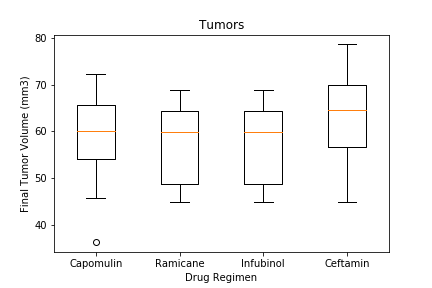 Tumors
Final Tumor Volume (mm3)
80
70
60
50
40
Capomulin Ramicane Infubinol Ceftamin
Drug Regimen